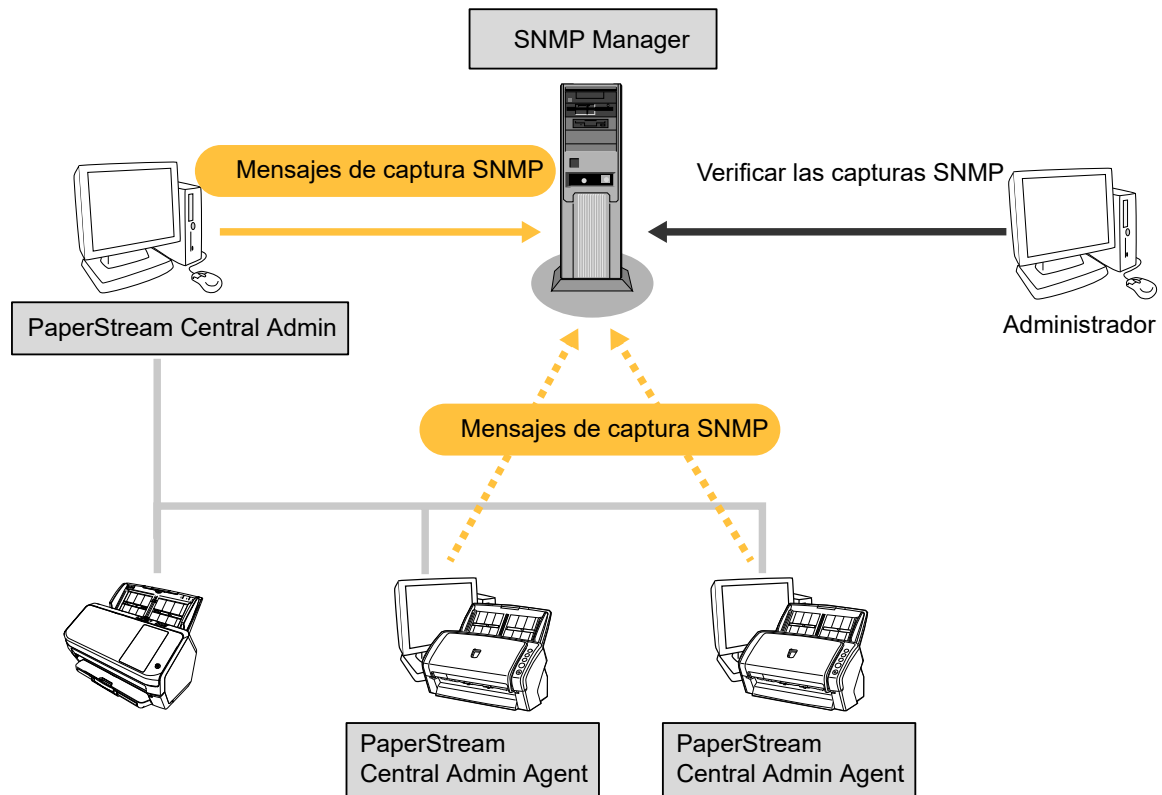 SNMP Manager
Mensajes de captura SNMP
Verificar las capturas SNMP
PaperStream Central Admin
Administrador
Mensajes de captura SNMP
PaperStream
Central Admin Agent
PaperStream
Central Admin Agent